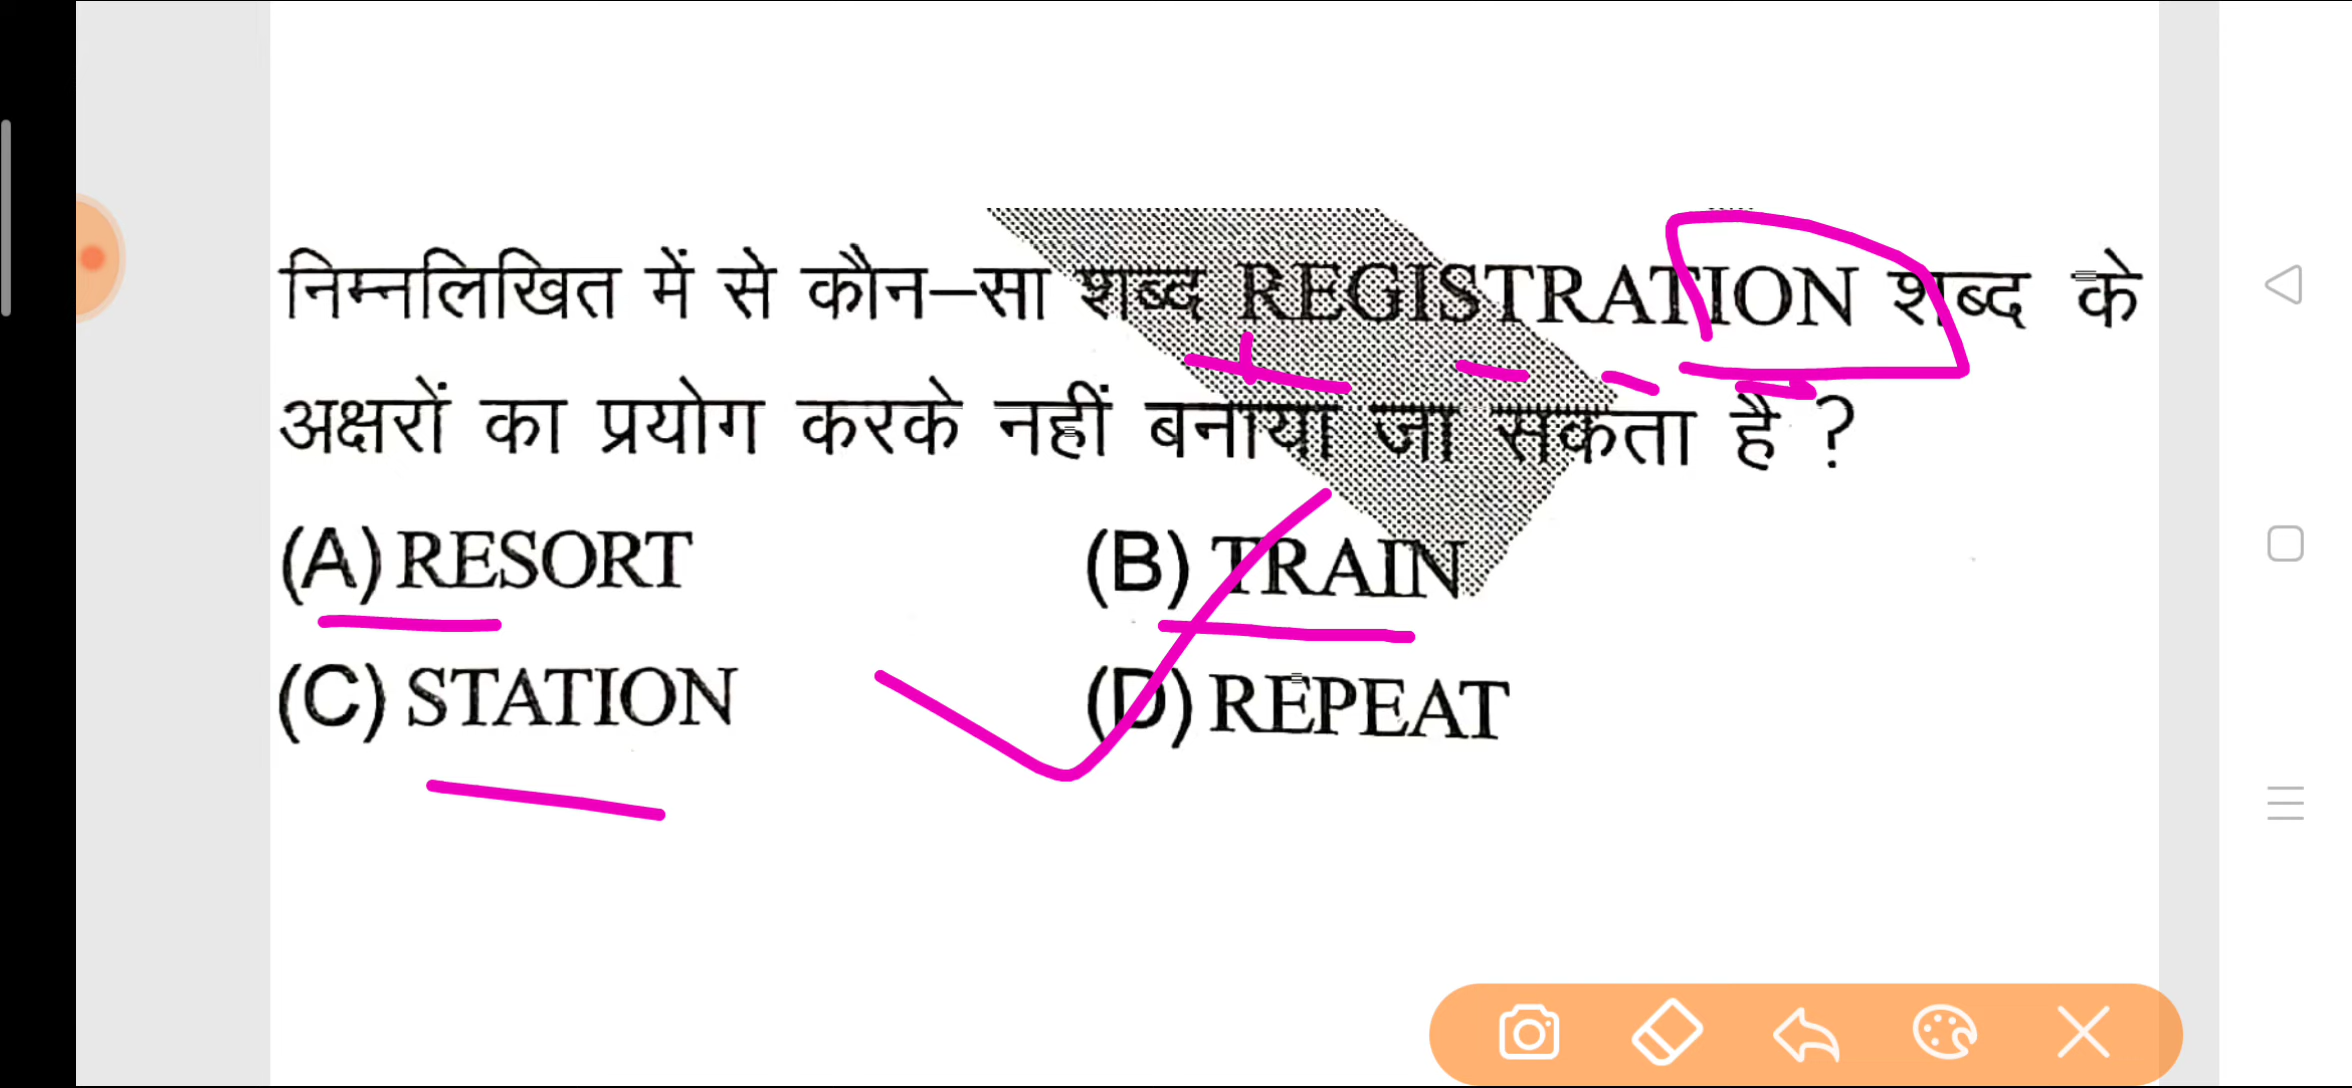 निम्नलिखित में से कौन–सा शब्द REGISTRATION शब्द के
अक्षरों का प्रयोग करके नहीं बनाया जा सकता है ?
(A) RESORT (B) TRAIN
(C) STATION (D) REPEAT